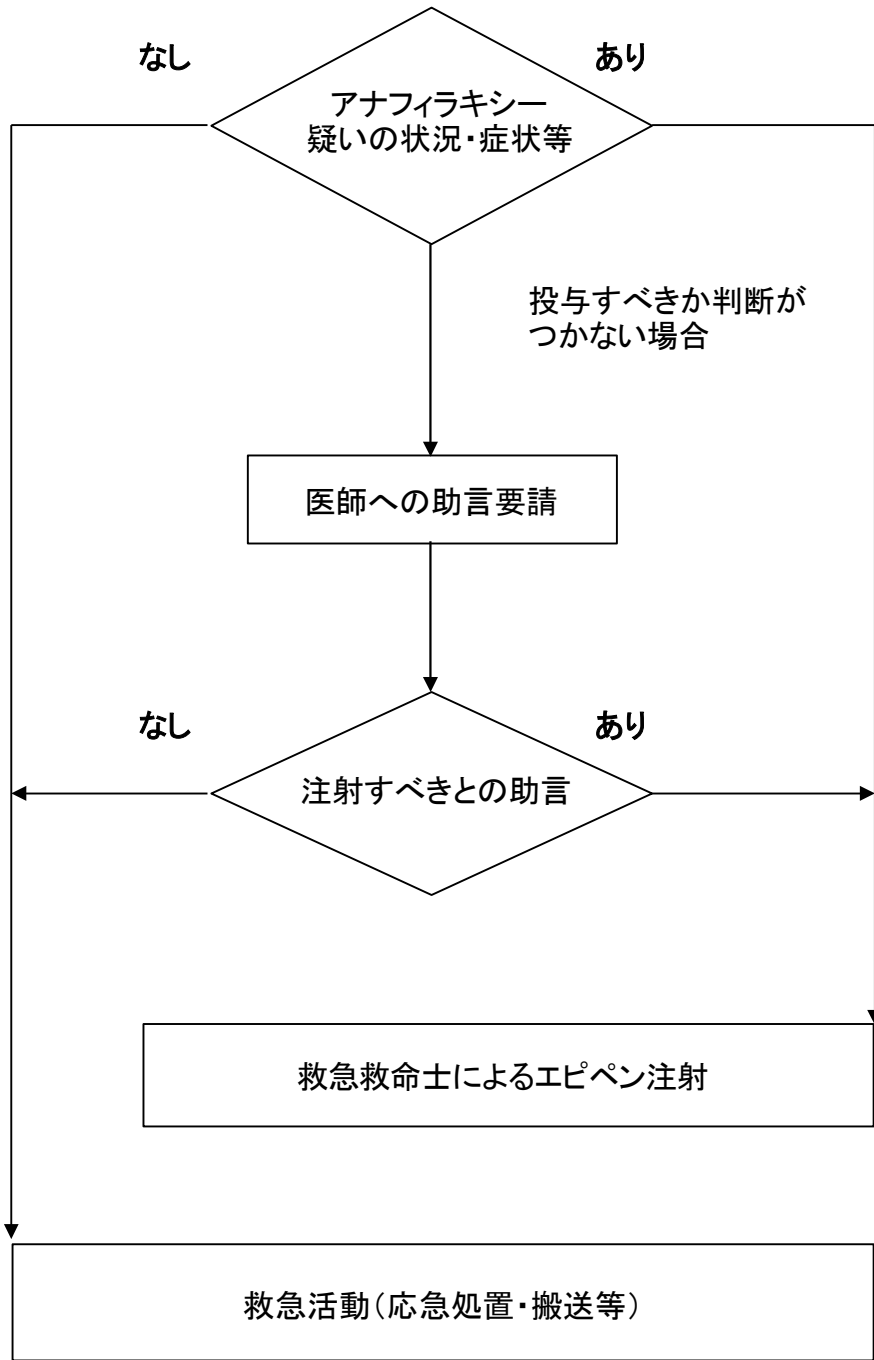 なし
あり
アナフィラキシー
疑いの状況・症状等
投与すべきか判断が
つかない場合
医師への助言要請
なし
あり
注射すべきとの助言
救急救命士によるエピペン注射
救急活動(応急処置・搬送等)